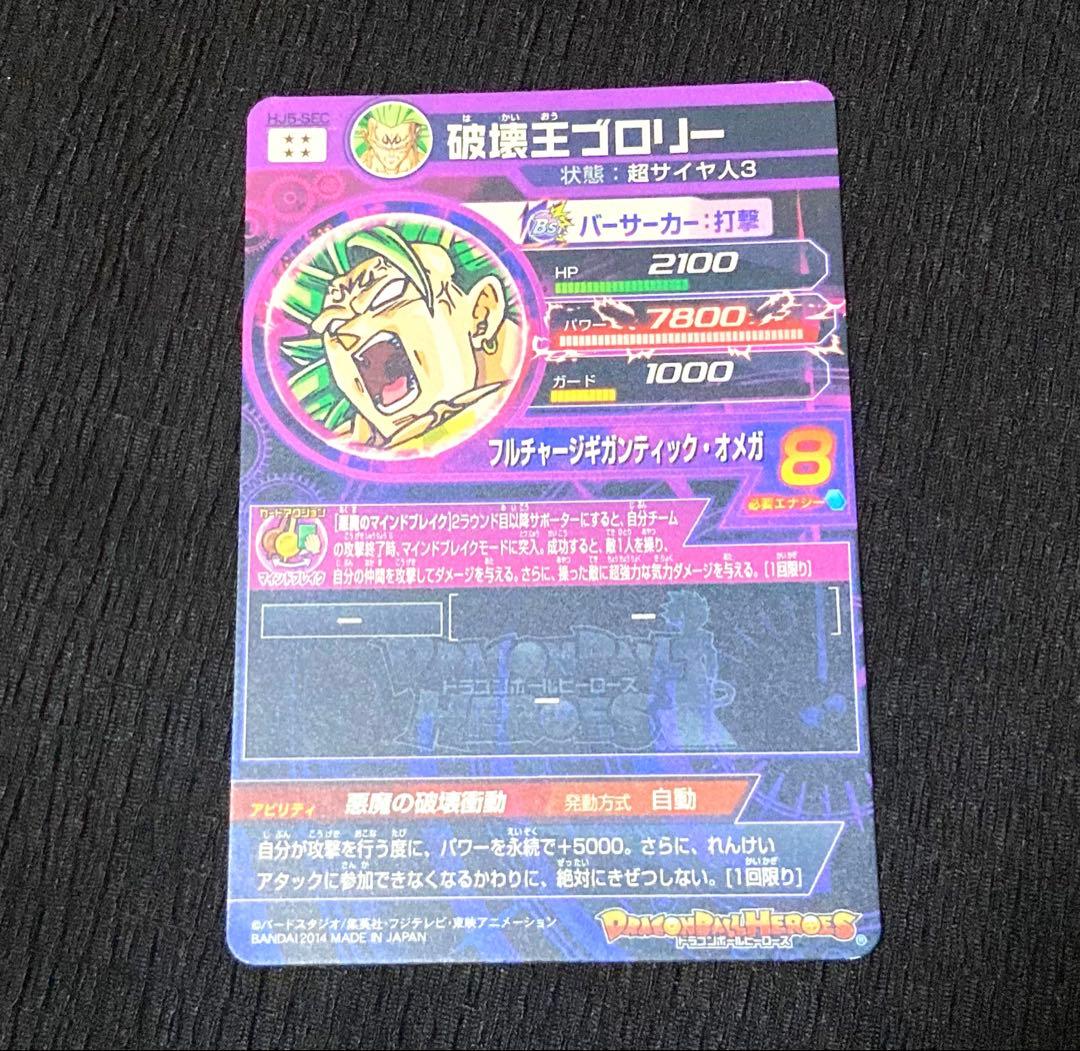 HJ5-SEC
破壊王ブロリー
状態：超サイヤ人3
Bs バーサーカー：打撃
HP 2100
パワー 7800
ガード 1000
フルチャージギガンティック・オメガ 8
必要エナジー
カードアクション
マインドブレイク
[悪魔のマインドブレイク]2ラウンド目以降サポーターにすると、自分チーム
の攻撃終了時、マインドブレイクモードに突入。成功すると、敵1人を操り、
自分の仲間を攻撃してダメージを与える。さらに、操った敵に超強力な気力ダメージを与える。[1回限り]
ー
[ー]
ー
DRAGON BALL
ドラゴンボールヒーローズ
HEROES
アビリティ 悪魔の破壊衝動 発動方式 自動
自分が攻撃を行う度に、パワーを永続で+5000。さらに、れんけい
アタックに参加できなくなるかわりに、絶対にきぜつしない。[1回限り]
©バードスタジオ/集英社・フジテレビ・東映アニメーション
BANDAI 2014 MADE IN JAPAN
DRAGONBALL HEROES
ドラゴンボールヒーローズ